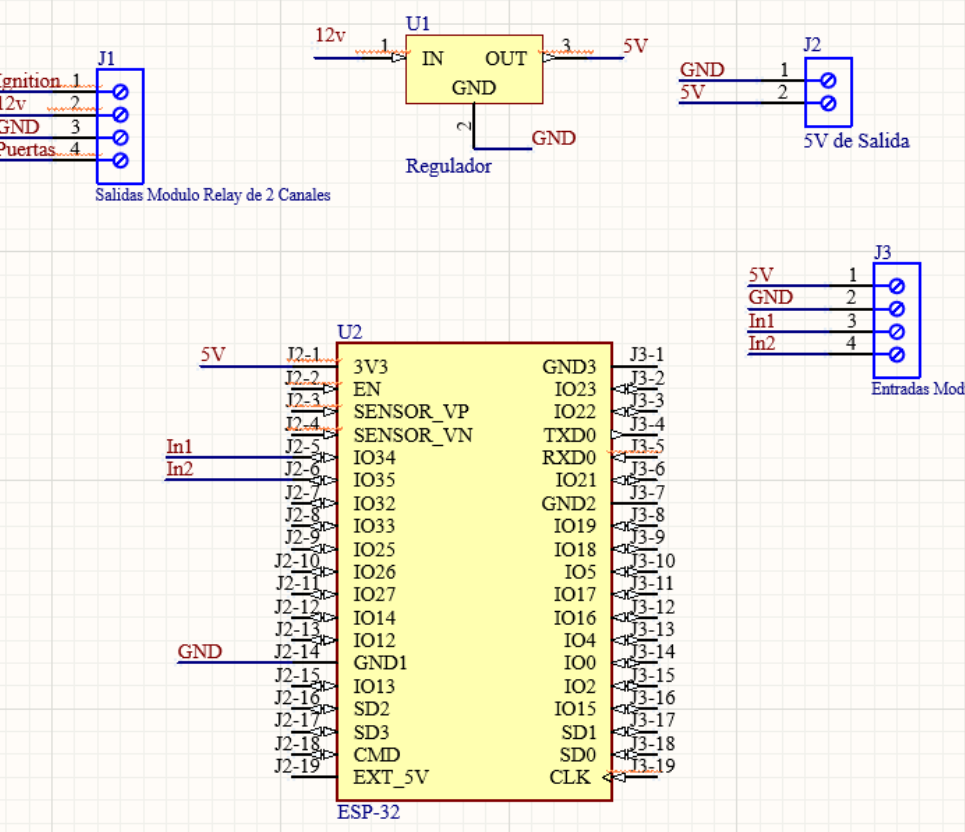 J1
Ignition 1
12v 2
GND 3
Puertas 4
Salidas Modulo Relay de 2 Canales
U1
12v 1 IN OUT 3 5V
GND
2
GND
Regulador
J2
GND 1
5V 2
5V de Salida
J3
5V 1
GND 2
In1 3
In2 4
Entradas Mod
U2
5V J2-1 3V3 GND3 J3-1
J2-2 EN IO23 J3-2
J2-3 SENSOR_VP IO22 J3-3
J2-4 SENSOR_VN TXD0 J3-4
In1 J2-5 IO34 RXD0 J3-5
In2 J2-6 IO35 IO21 J3-6
J2-7 IO32 GND2 J3-7
J2-8 IO33 IO19 J3-8
J2-9 IO25 IO18 J3-9
J2-10 IO26 IO5 J3-10
J2-11 IO27 IO17 J3-11
J2-12 IO14 IO16 J3-12
J2-13 IO12 IO4 J3-13
GND J2-14 GND1 IO0 J3-14
J2-15 IO13 IO2 J3-15
J2-16 SD2 IO15 J3-16
J2-17 SD3 SD1 J3-17
J2-18 CMD SD0 J3-18
J2-19 EXT_5V CLK J3-19
ESP-32